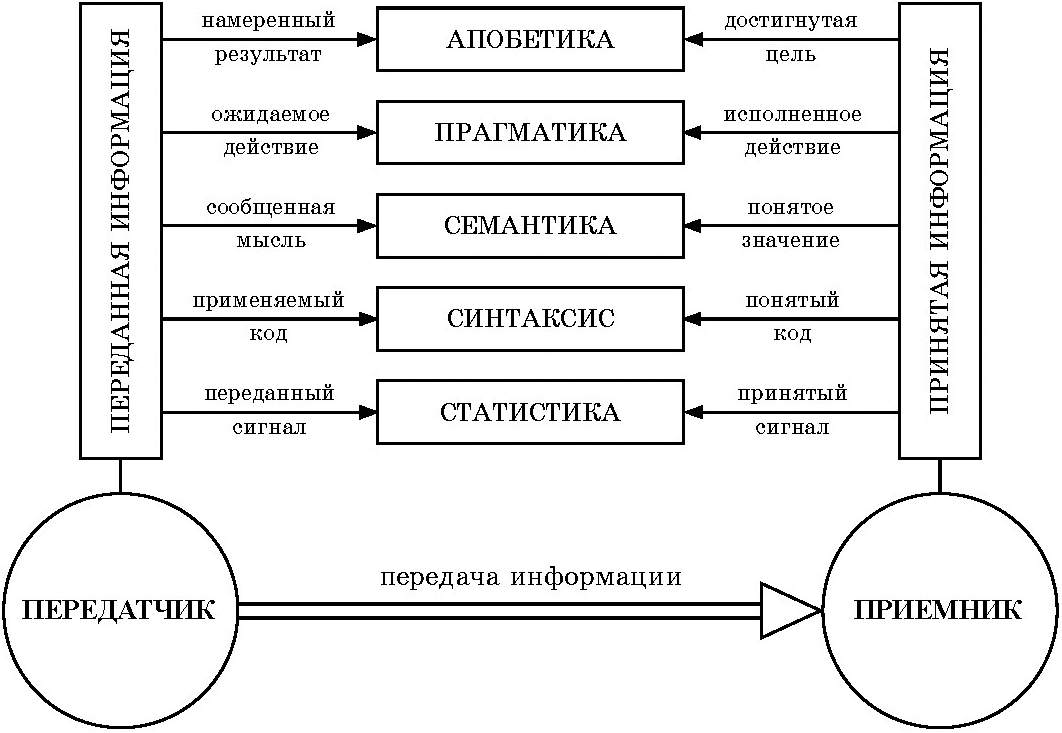 ПЕРЕДАННАЯ ИНФОРМАЦИЯ
намеренный
результат
АПОБЕТИКА
достигнутая
цель
ожидаемое
действие
ПРАГМАТИКА
исполненное
действие
сообщенная
мысль
СЕМАНТИКА
понятое
значение
применяемый
код
СИНТАКСИС
понятый
код
переданный
сигнал
СТАТИСТИКА
принятый
сигнал
ПРИНЯТАЯ ИНФОРМАЦИЯ
ПЕРЕДАТЧИК
передача информации
ПРИЕМНИК